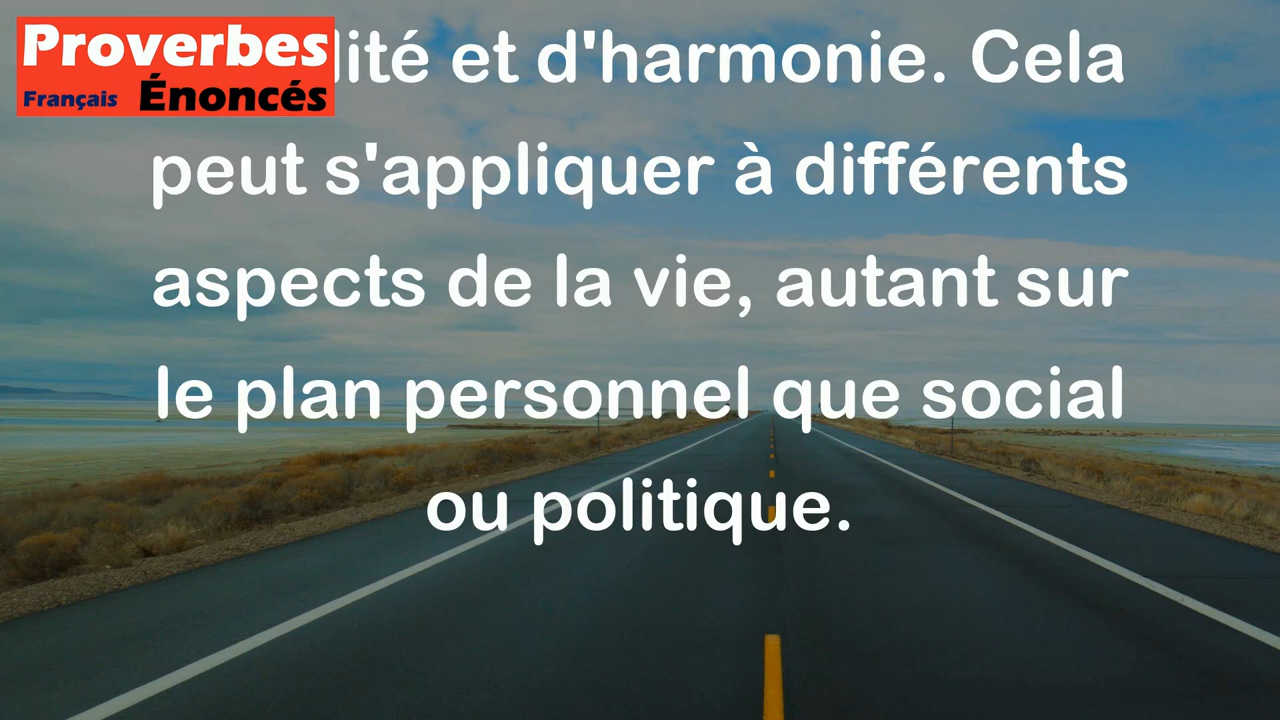 Proverbes
Français Énoncés
et d'harmonie. Cela
peut s'appliquer à différents
aspects de la vie, autant sur
le plan personnel que social
ou politique.